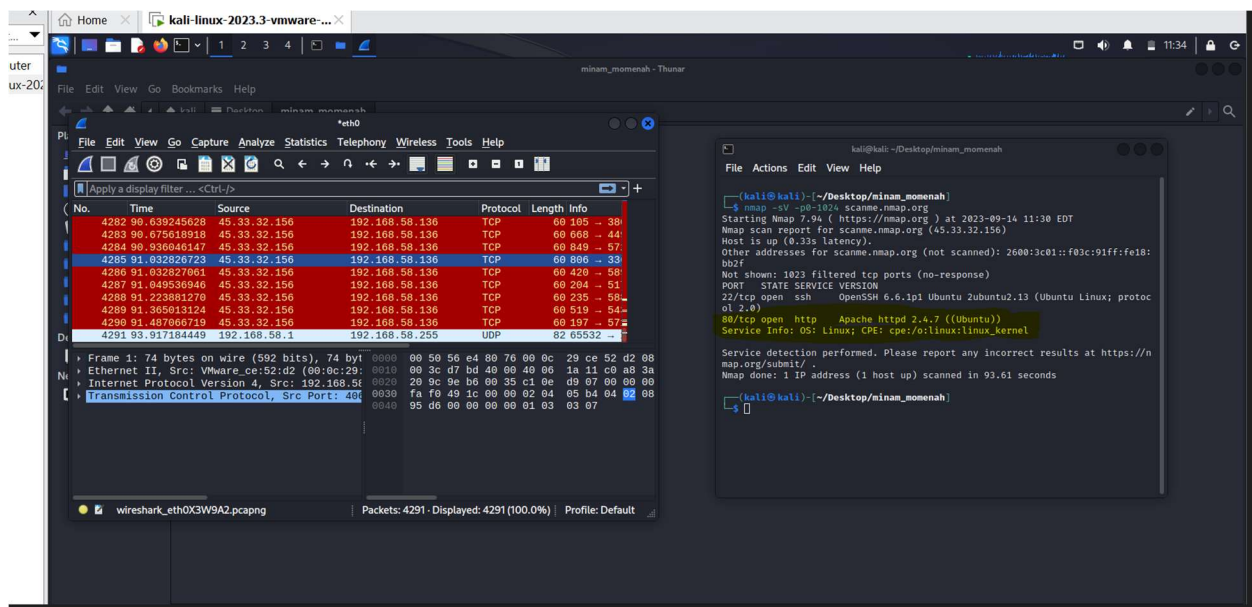 Home
kali-linux-2023.3-vmware-...
1 2 3 4
11:34
minam_momenah - Thunar
File Edit View Go Bookmarks Help
*eth0
File Edit View Go Capture Analyze Statistics Telephony Wireless Tools Help
Apply a display filter ... <Ctrl-/>
No. Time Source Destination Protocol Length Info
4282 90.639245628 45.33.32.156 192.168.58.136 TCP 60 105 →
4283 90.675618918 45.33.32.156 192.168.58.136 TCP 60 668 →
4284 90.936046147 45.33.32.156 192.168.58.136 TCP 60 849 →
4285 91.032826723 45.33.32.156 192.168.58.136 TCP 60 806 →
4286 91.032827061 45.33.32.156 192.168.58.136 TCP 60 420 →
4287 91.049536946 45.33.32.156 192.168.58.136 TCP 60 204 →
4288 91.223881270 45.33.32.156 192.168.58.136 TCP 60 235 →
4289 91.365013124 45.33.32.156 192.168.58.136 TCP 60 519 →
4290 91.487066719 45.33.32.156 192.168.58.136 TCP 60 197 →
4291 93.917184449 192.168.58.1 192.168.58.255 UDP 82 65532 →
Frame 1: 74 bytes on wire (592 bits), 74 byt
Ethernet II, Src: VMware_ce:52:d2 (00:0c:29:
Internet Protocol Version 4, Src: 192.168.58
Transmission Control Protocol, Src Port: 406
0000 00 50 56 e4 80 76 00 0c 29 ce 52 d2 08
0010 00 3c d7 bd 40 00 40 06 1a 11 c0 a8 3a
0020 20 9c 9e b6 00 35 c1 0e d9 07 00 00 00
0030 fa f0 49 1c 00 00 02 04 05 b4 04 02 08
0040 95 d6 00 00 00 00 01 03 03 07
wireshark_eth0X3W9A2.pcapng
Packets: 4291 · Displayed: 4291 (100.0%)
Profile: Default
kali@kali: ~/Desktop/minam_momenah
File Actions Edit View Help
(kali㉿kali)-[~/Desktop/minam_momenah]
$ nmap -sV -p0-1024 scanme.nmap.org
Starting Nmap 7.94 ( https://nmap.org ) at 2023-09-14 11:30 EDT
Nmap scan report for scanme.nmap.org (45.33.32.156)
Host is up (0.33s latency).
Other addresses for scanme.nmap.org (not scanned): 2600:3c01::f03c:91ff:fe18:
bb2f
Not shown: 1023 filtered tcp ports (no-response)
PORT STATE SERVICE VERSION
22/tcp open ssh OpenSSH 6.6.1p1 Ubuntu 2ubuntu2.13 (Ubuntu Linux; protoc
ol 2.0)
80/tcp open http Apache httpd 2.4.7 ((Ubuntu))
Service Info: OS: Linux; CPE: cpe:/o:linux:linux_kernel
Service detection performed. Please report any incorrect results at https://n
map.org/submit/ .
Nmap done: 1 IP address (1 host up) scanned in 93.61 seconds
(kali㉿kali)-[~/Desktop/minam_momenah]
$